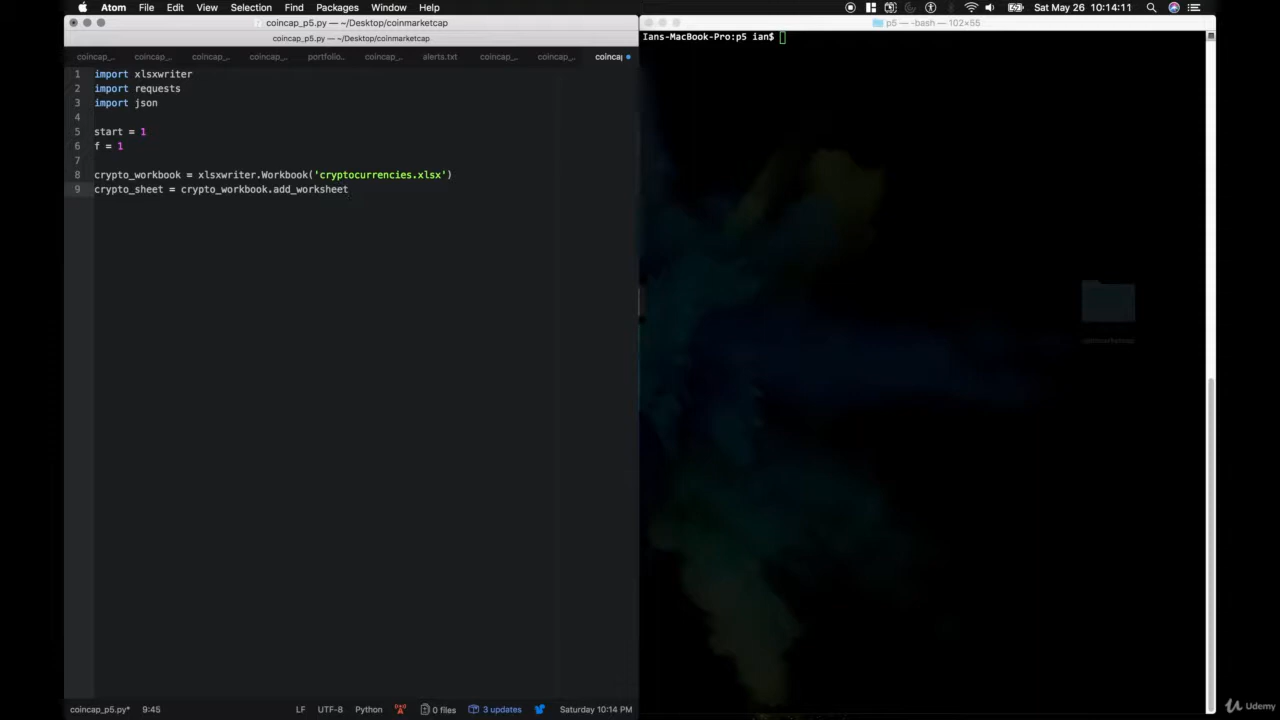 Atom File Edit View Selection Find Packages Window Help
Sat May 26 10:14:11
coincap_p5.py — ~/Desktop/coinmarketcap
p5 — -bash — 102×55
coincap_p5.py — ~/Desktop/coinmarketcap
Ians-MacBook-Pro:p5 ian$
coincap_.. coincap_.. coincap_.. coincap_.. portfolio.. coincap_.. alerts.txt coincap_.. coincap_.. coincap
1 import xlsxwriter
2 import requests
3 import json
4
5 start = 1
6 f = 1
7
8 crypto_workbook = xlsxwriter.Workbook('cryptocurrencies.xlsx')
9 crypto_sheet = crypto_workbook.add_worksheet
coincap_p5.py* 9:45 LF UTF-8 Python 0 files 3 updates Saturday 10:14 PM
Udemy